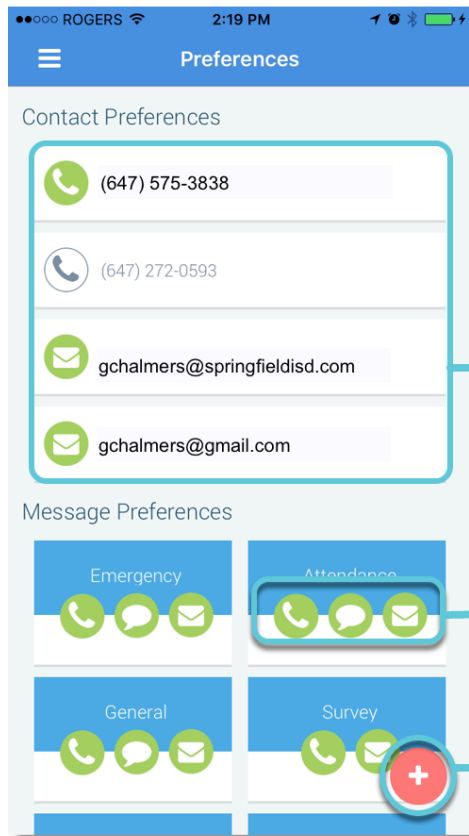 ROGERS 2:19 PM
Preferences
Contact Preferences
(647) 575-3838
(647) 272-0593
gchalmers@springfieldisd.com
gchalmers@gmail.com
Message Preferences
Emergency Attendance
General Survey